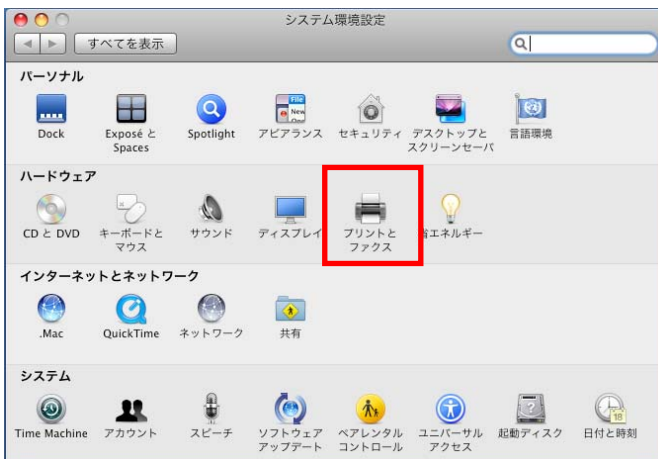 システム環境設定
すべてを表示
パーソナル
Dock
Exposé と
Spaces
Spotlight
アピアランス
セキュリティ
デスクトップと
スクリーンセーバ
言語環境
ハードウェア
CD と DVD
キーボードと
マウス
サウンド
ディスプレイ
プリントと
ファクス
省エネルギー
インターネットとネットワーク
.Mac
QuickTime
ネットワーク
共有
システム
Time Machine
アカウント
スピーチ
ソフトウェア
アップデート
ペアレンタル
コントロール
ユニバーサル
アクセス
起動ディスク
日付と時刻